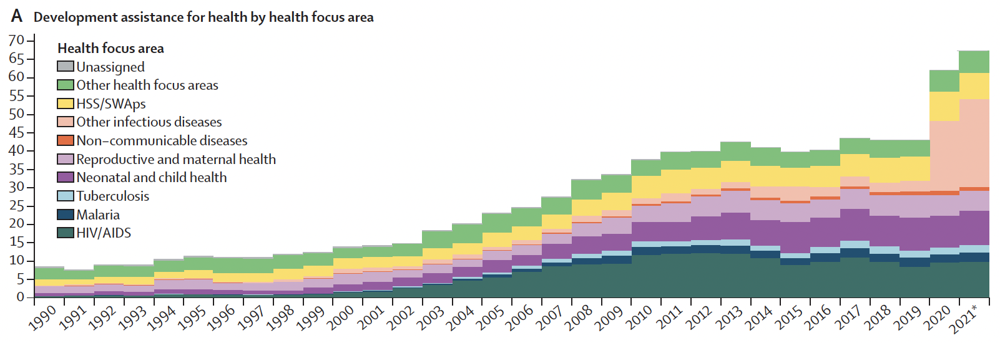 A Development assistance for health by health focus area
70
65
60
55
50
45
40
35
30
25
20
15
10
5
0
Health focus area
Unassigned
Other health focus areas
HSS/SWAps
Other infectious diseases
Non–communicable diseases
Reproductive and maternal health
Neonatal and child health
Tuberculosis
Malaria
HIV/AIDS
1990 1991 1992 1993 1994 1995 1996 1997 1998 1999 2000 2001 2002 2003 2004 2005 2006 2007 2008 2009 2010 2011 2012 2013 2014 2015 2016 2017 2018 2019 2020 2021*